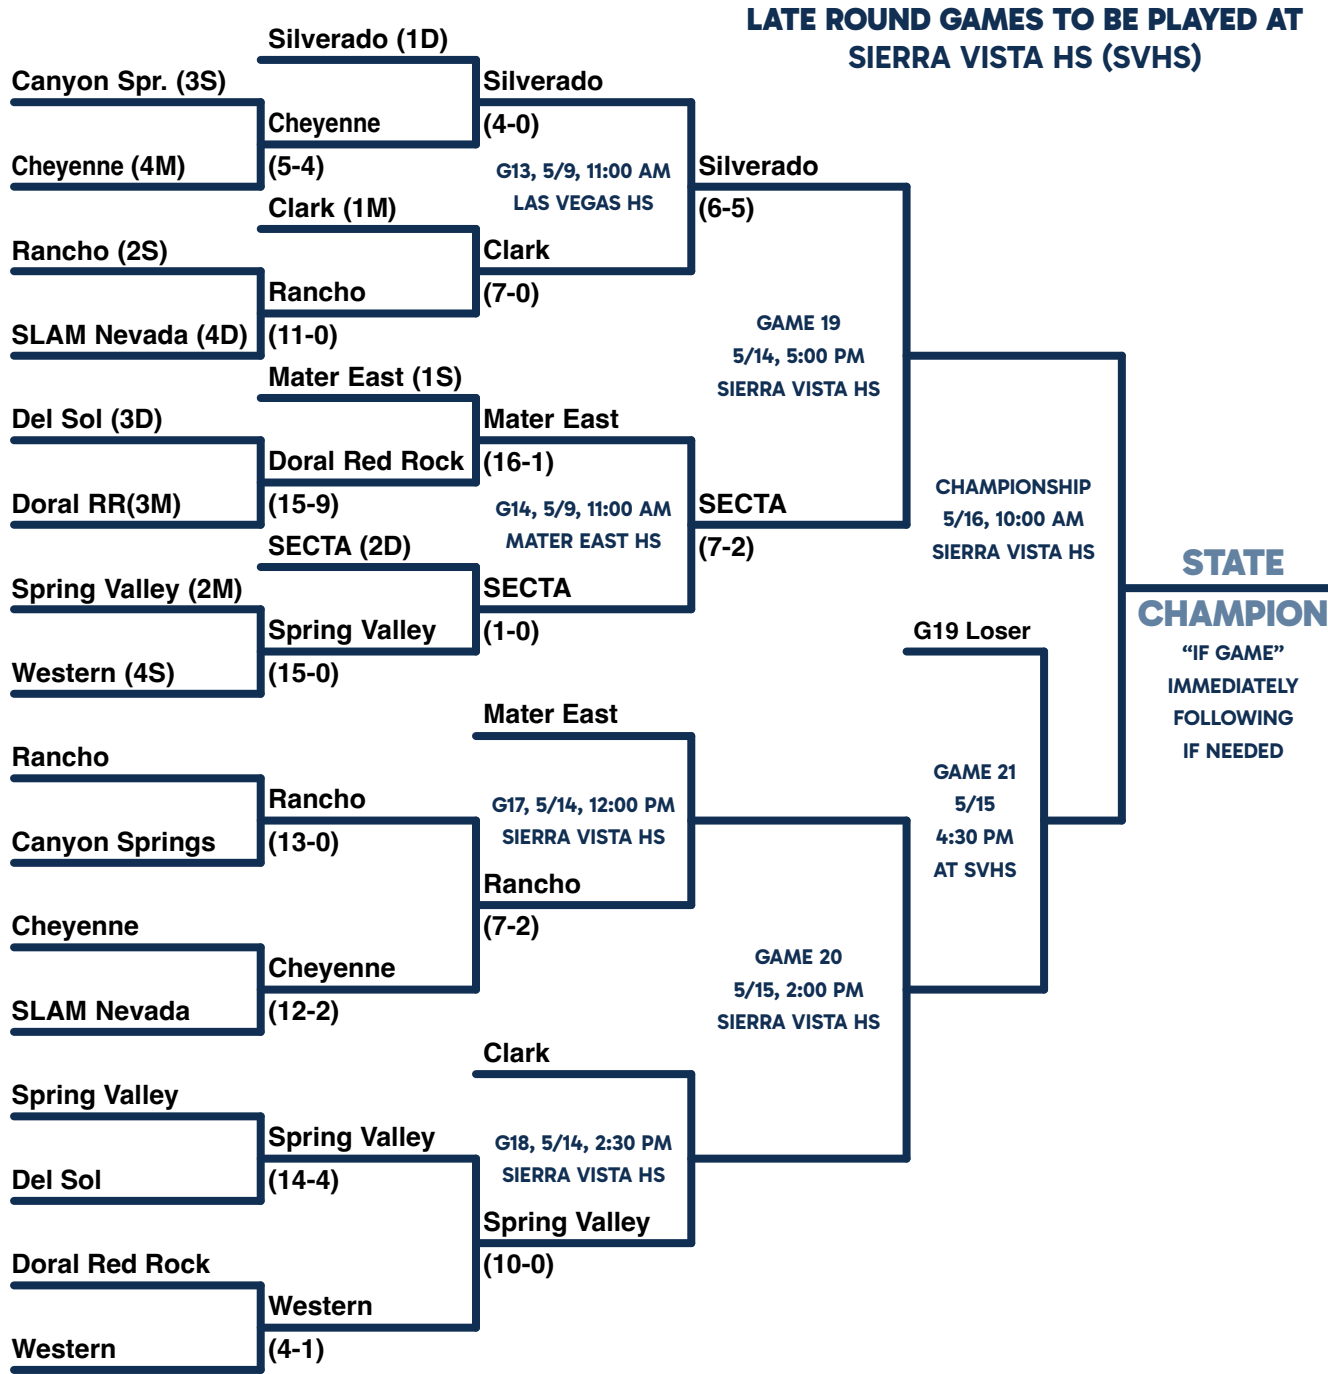 LATE ROUND GAMES TO BE PLAYED AT
SIERRA VISTA HS (SVHS)
Silverado (1D)
Canyon Spr. (3S)
Cheyenne
Cheyenne (4M)
(5-4)
Silverado
(4-0)
G13, 5/9, 11:00 AM
LAS VEGAS HS
Silverado
(6-5)
Clark (1M)
Rancho (2S)
Clark
(7-0)
Rancho
SLAM Nevada (4D)
(11-0)
GAME 19
5/14, 5:00 PM
SIERRA VISTA HS
Mater East (1S)
Del Sol (3D)
Mater East
(16-1)
Doral Red Rock
Doral RR(3M)
(15-9)
G14, 5/9, 11:00 AM
MATER EAST HS
SECTA
(7-2)
SECTA (2D)
Spring Valley (2M)
SECTA
(1-0)
Spring Valley
Western (4S)
(15-0)
CHAMPIONSHIP
5/16, 10:00 AM
SIERRA VISTA HS
STATE
CHAMPION
“IF GAME”
IMMEDIATELY
FOLLOWING
IF NEEDED
G19 Loser
Mater East
Rancho
Rancho
Canyon Springs
(13-0)
G17, 5/14, 12:00 PM
SIERRA VISTA HS
GAME 21
5/15
4:30 PM
AT SVHS
Rancho
(7-2)
Cheyenne
Cheyenne
SLAM Nevada
(12-2)
GAME 20
5/15, 2:00 PM
SIERRA VISTA HS
Clark
Spring Valley
Spring Valley
Del Sol
(14-4)
G18, 5/14, 2:30 PM
SIERRA VISTA HS
Spring Valley
(10-0)
Doral Red Rock
Western
Western
(4-1)